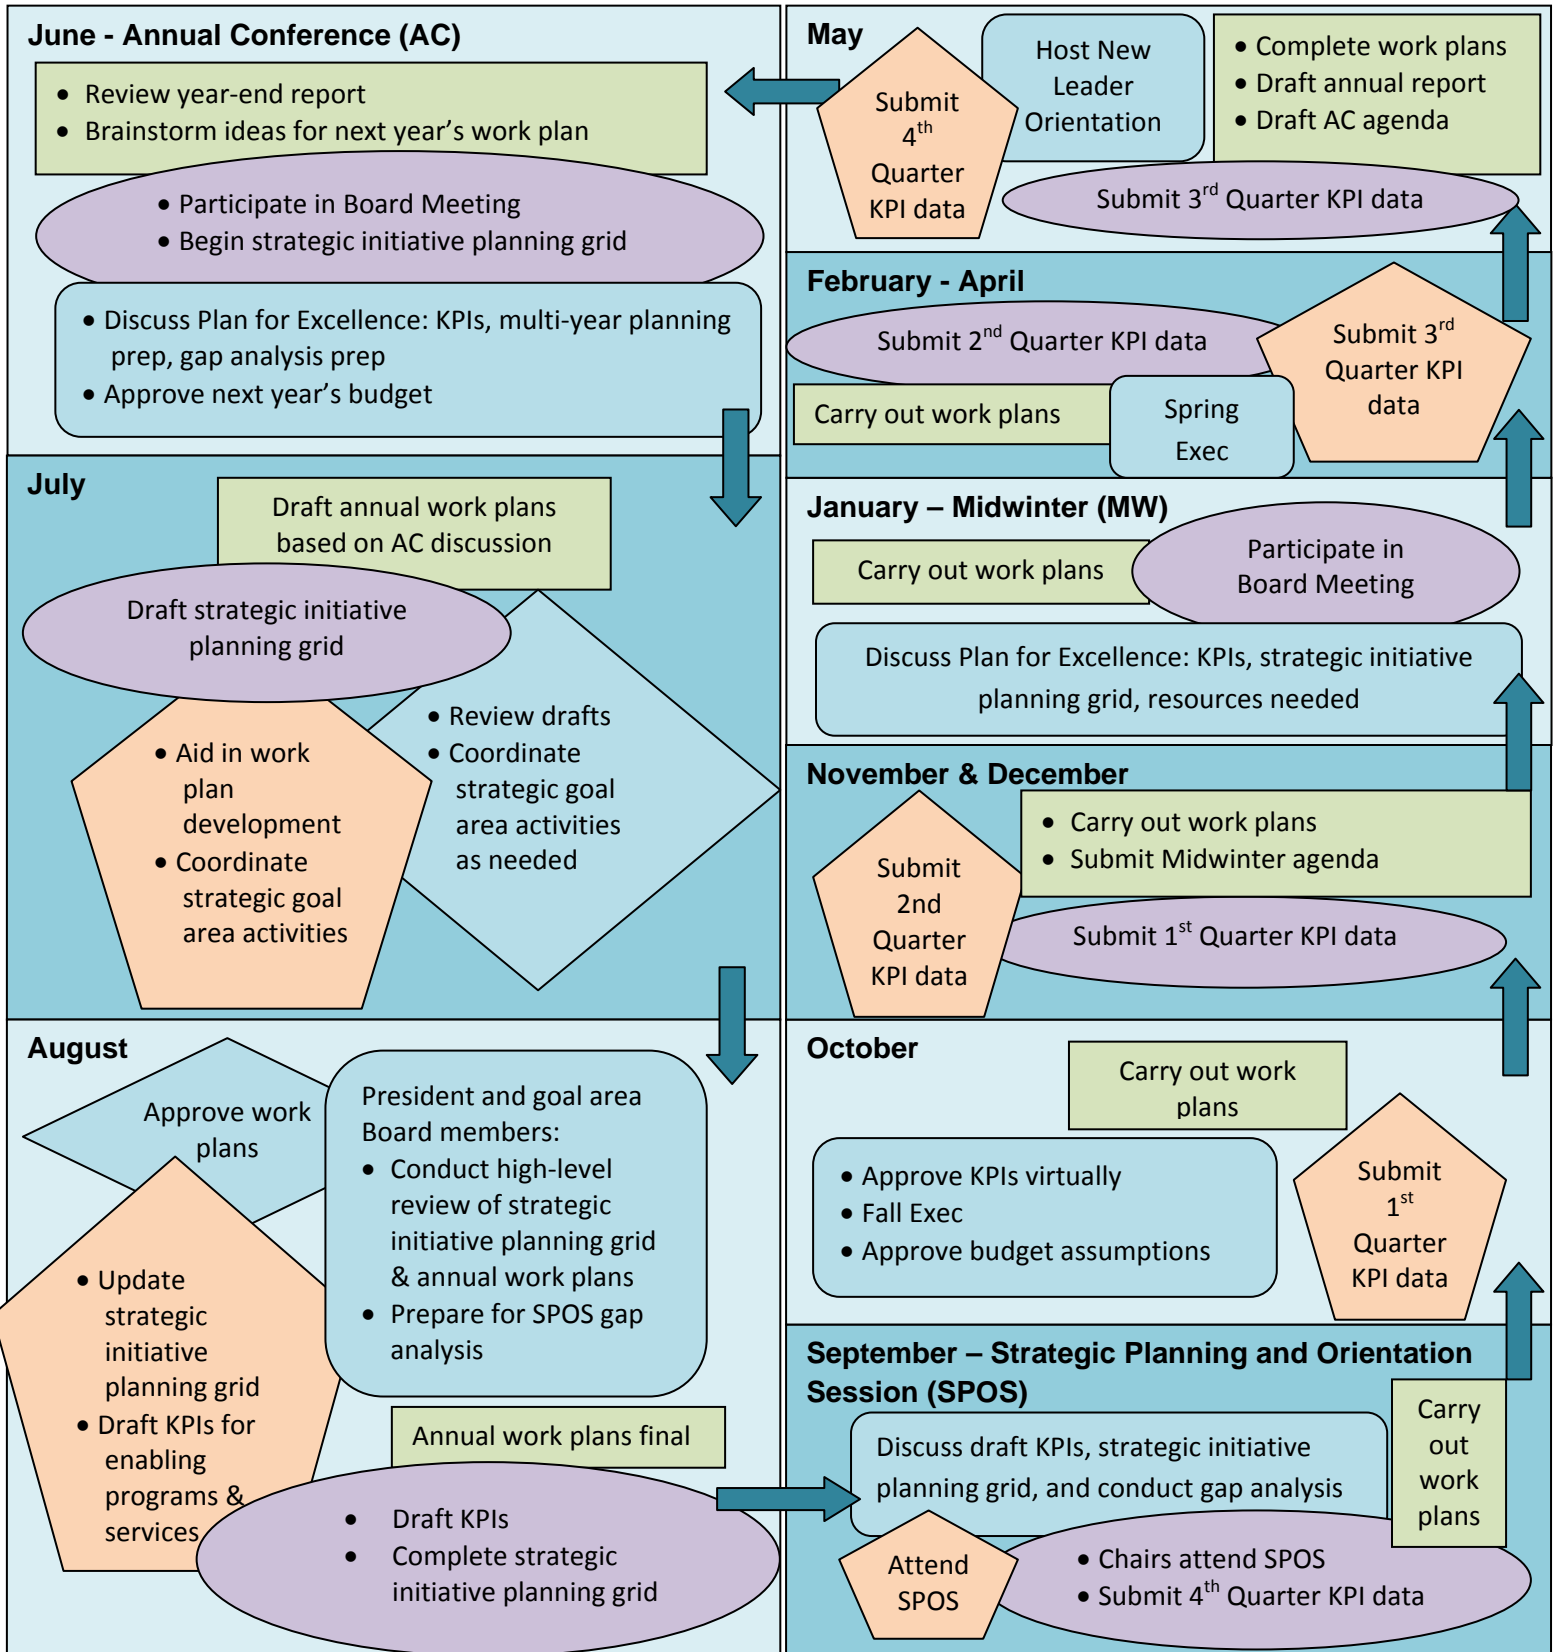 June - Annual Conference (AC)
• Review year-end report
• Brainstorm ideas for next year’s work plan
• Participate in Board Meeting
• Begin strategic initiative planning grid
• Discuss Plan for Excellence: KPIs, multi-year planning
prep, gap analysis prep
• Approve next year’s budget
July
Draft annual work plans
based on AC discussion
Draft strategic initiative
planning grid
• Review drafts
• Coordinate
strategic goal
area activities
as needed
• Aid in work
plan
development
• Coordinate
strategic goal
area activities
August
Approve work
plans
President and goal area
Board members:
• Conduct high-level
review of strategic
initiative planning grid
& annual work plans
• Prepare for SPOS gap
analysis
• Update
strategic
initiative
planning grid
• Draft KPIs for
enabling
programs &
services
Annual work plans final
• Draft KPIs
• Complete strategic
initiative planning grid
September – Strategic Planning and Orientation
Session (SPOS)
Carry
out
work
plans
Discuss draft KPIs, strategic initiative
planning grid, and conduct gap analysis
Attend
SPOS
• Chairs attend SPOS
• Submit 4th Quarter KPI data
October
Carry out work
plans
• Approve KPIs virtually
• Fall Exec
• Approve budget assumptions
Submit
1st
Quarter
KPI data
November & December
• Carry out work plans
• Submit Midwinter agenda
Submit
2nd
Quarter
KPI data
Submit 1st Quarter KPI data
January – Midwinter (MW)
Carry out work plans
Participate in
Board Meeting
Discuss Plan for Excellence: KPIs, strategic initiative
planning grid, resources needed
February - April
Submit 2nd Quarter KPI data
Submit 3rd
Quarter KPI
data
Carry out work plans
Spring
Exec
May
Submit
4th
Quarter
KPI data
Host New
Leader
Orientation
• Complete work plans
• Draft annual report
• Draft AC agenda
Submit 3rd Quarter KPI data